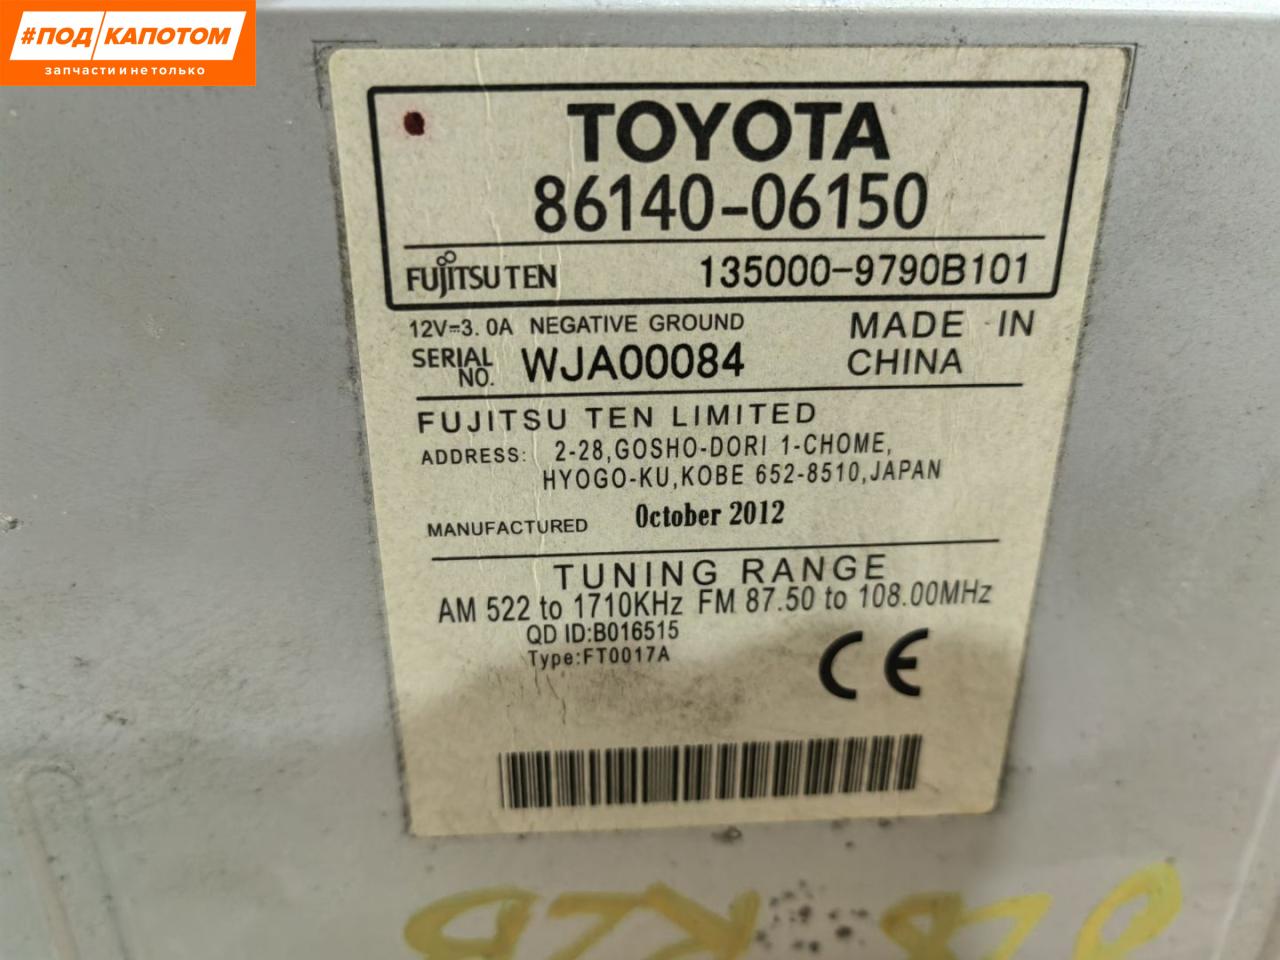 #ПОД/КАПОТОМ
запчасти и не только
TOYOTA
86140-06150
FUJITSU TEN 135000-9790B101
12V=3.0A NEGATIVE GROUND MADE IN
SERIAL NO. WJA00084 CHINA
FUJITSU TEN LIMITED
ADDRESS: 2-28,GOSHO-DORI 1-CHOME,
HYOGO-KU,KOBE 652-8510,JAPAN
MANUFACTURED October 2012
TUNING RANGE
AM 522 to 1710KHz FM 87.50 to 108.00MHz
QD ID:B016515
Type:FT0017A
CE